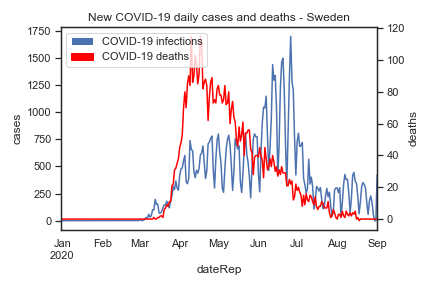 New COVID-19 daily cases and deaths - Sweden
COVID-19 infections
COVID-19 deaths
1750
1500
1250
1000
750
500
250
0
cases
120
100
80
60
40
20
0
deaths
Jan Feb Mar Apr May Jun Jul Aug Sep
2020
dateRep